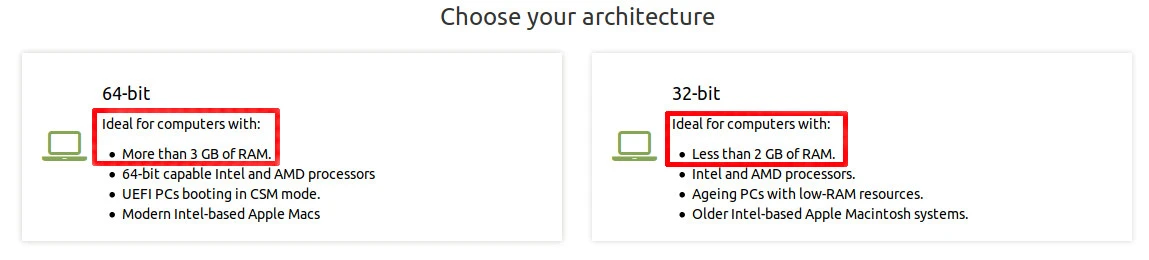 Choose your architecture
64-bit
Ideal for computers with:
• More than 3 GB of RAM.
• 64-bit capable Intel and AMD processors
• UEFI PCs booting in CSM mode.
• Modern Intel-based Apple Macs
32-bit
Ideal for computers with:
• Less than 2 GB of RAM.
• Intel and AMD processors.
• Ageing PCs with low-RAM resources.
• Older Intel-based Apple Macintosh systems.